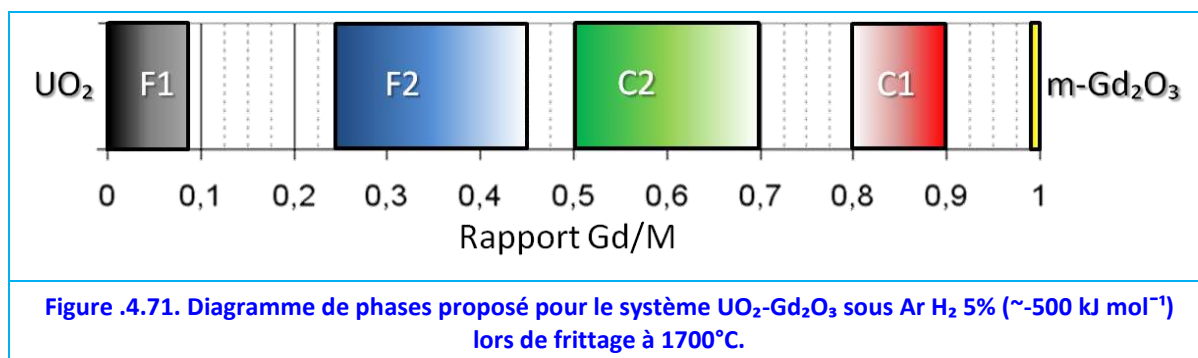 UO₂ F1 F2 C2 C1 m-Gd₂O₃
0 0,1 0,2 0,3 0,4 0,5 0,6 0,7 0,8 0,9 1
Rapport Gd/M
Figure .4.71. Diagramme de phases proposé pour le système UO₂-Gd₂O₃ sous Ar H₂ 5% (~-500 kJ mol⁻¹)
lors de frittage à 1700°C.